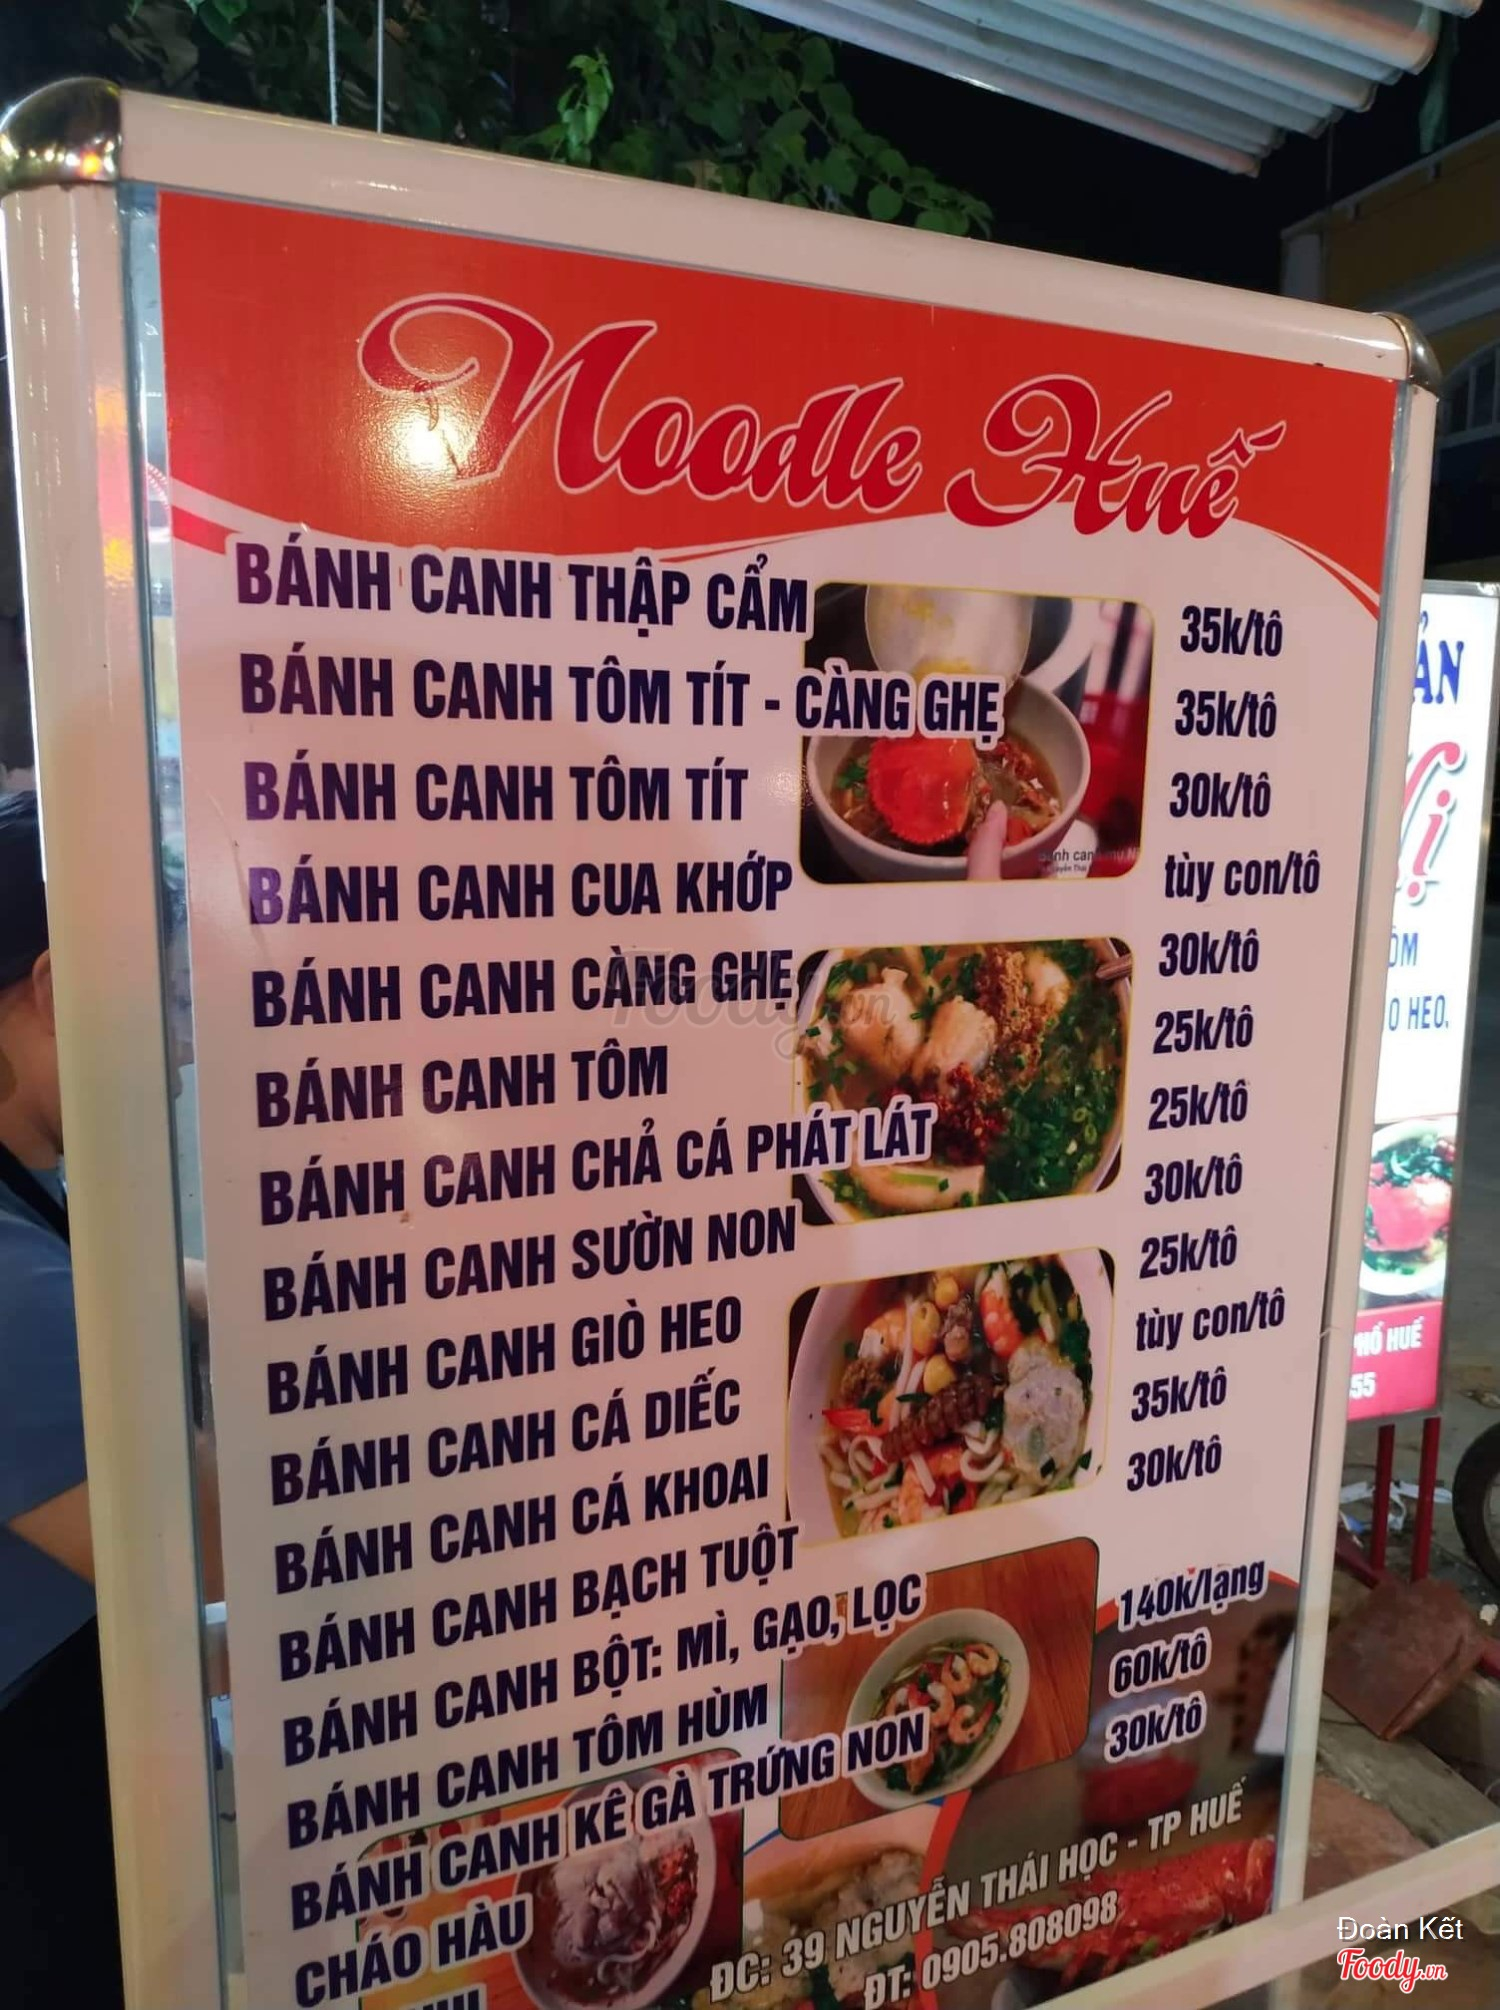 Noodle Huế
BÁNH CANH THẬP CẨM 35k/tô
BÁNH CANH TÔM TÍT - CÀNG GHẸ 35k/tô
BÁNH CANH TÔM TÍT 30k/tô
BÁNH CANH CUA KHỚP tùy con/tô
BÁNH CANH CÀNG GHẸ 30k/tô
BÁNH CANH TÔM 25k/tô
BÁNH CANH CHẢ CÁ PHÁT LÁT 25k/tô
BÁNH CANH SƯỜN NON 30k/tô
BÁNH CANH GIÒ HEO 25k/tô
BÁNH CANH CÁ DIẾC tùy con/tô
BÁNH CANH CÁ KHOAI 35k/tô
BÁNH CANH BẠCH TUỘT 30k/tô
BÁNH CANH BỘT: MÌ, GẠO, LỌC
BÁNH CANH TÔM HÙM 140k/lạng
BÁNH CANH KÊ GÀ TRỨNG NON 60k/tô
CHÁO HÀU 30k/tô
ĐC: 39 NGUYỄN THÁI HỌC - TP HUẾ
ĐT: 0905.808098
HEO.
HUẾ
55
Foody.vn
Đoàn Kết
Foody.vn